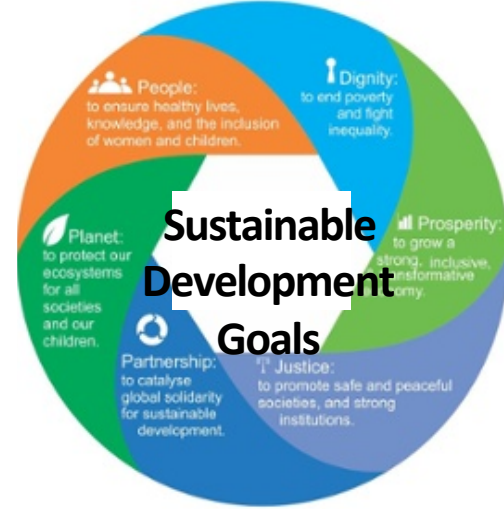 People:
to ensure healthy lives,
knowledge, and the inclusion
of women and children.
Dignity:
to end poverty
and fight
inequality.
Prosperity:
to grow a
strong, inclusive,
ansformative
omy.
Justice:
to promote safe and peaceful
societies, and strong
institutions.
Partnership:
to catalyse
global solidarity
for sustainable
development.
Planet:
to protect our
ecosystems
for all
societies
and our
children.
Sustainable
Development
Goals